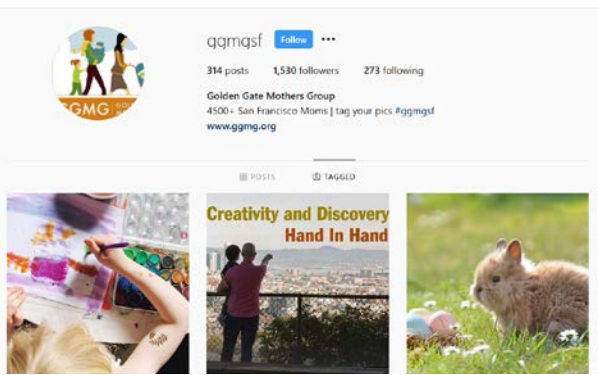 ggmgsf Follow •••
314 posts 1,530 followers 273 following
Golden Gate Mothers Group
4500+ San Francisco Moms | tag your pics #ggmgsf
www.ggmg.org
GGMG
POSTS TAGGED
Creativity and Discovery
Hand In Hand